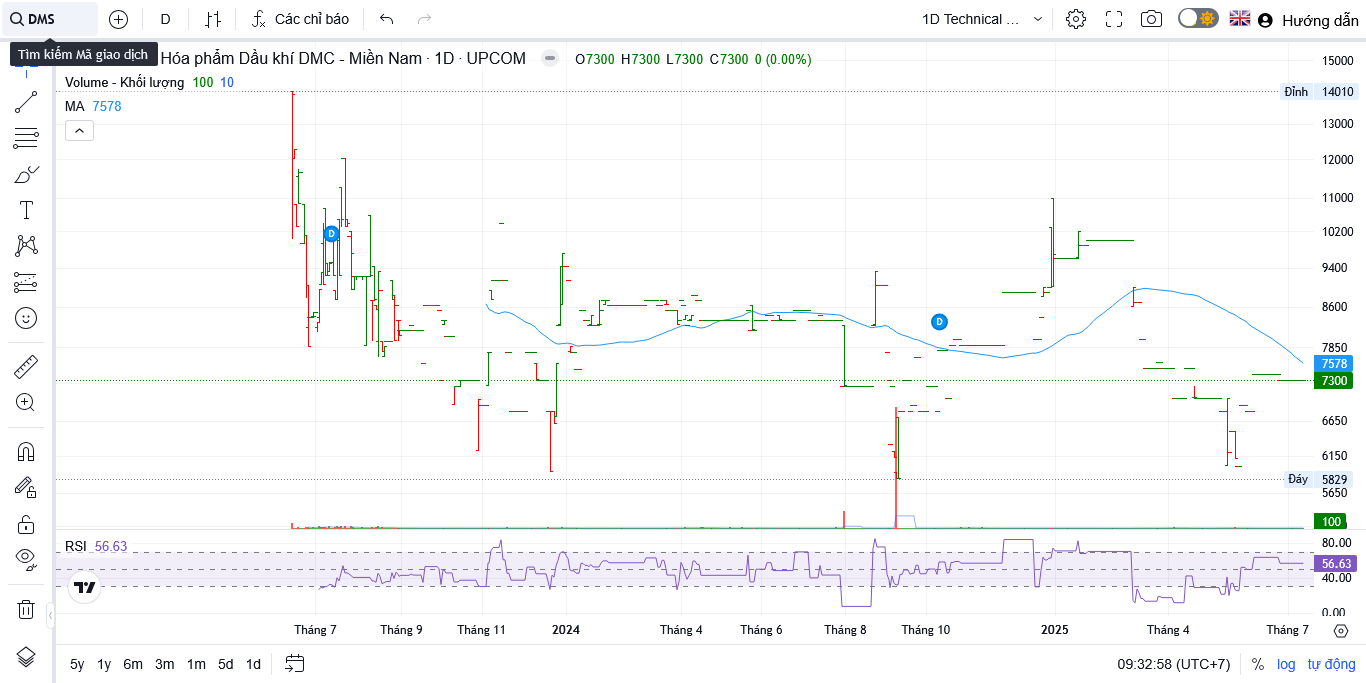 DMS D Các chỉ báo 1D Technical ... Hướng dẫn
Tìm kiếm Mã giao dịch
Hóa phẩm Dầu khí DMC - Miền Nam · 1D · UPCOM O7300 H7300 L7300 C7300 0 (0.00%)
Volume - Khối lượng 100 10
MA 7578
15000
Đỉnh 14010
13000
12000
11000
10200
9400
8600
7850
7578
7300
6650
6150
Đáy 5829
5650
100
D
D
RSI 56.63
80.00
56.63
40.00
0.00
Tháng 7 Tháng 9 Tháng 11 2024 Tháng 4 Tháng 6 Tháng 8 Tháng 10 2025 Tháng 4 Tháng 7
5y 1y 6m 3m 1m 5d 1d 09:32:58 (UTC+7) % log tự động